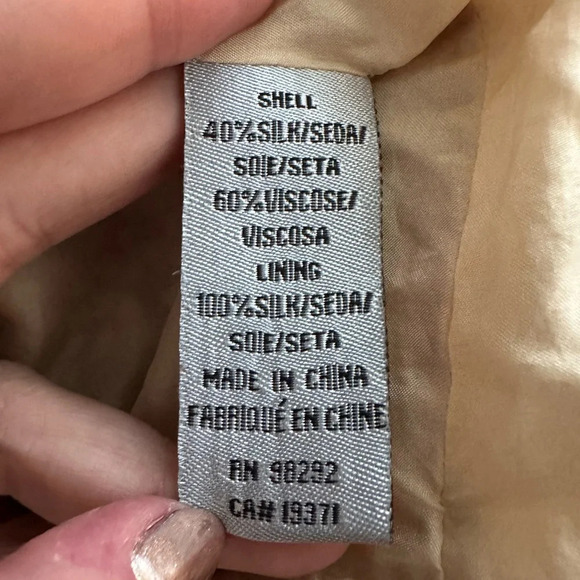 SHELL
40%SILK/SEDA/
SOIE/SETA
60%VISCOSE/
VISCOSA
LINING
100%SILK/SEDA/
SOIE/SETA
MADE IN CHINA
FABRIQUÉ EN CHINE
RN 98292
CA# 19371